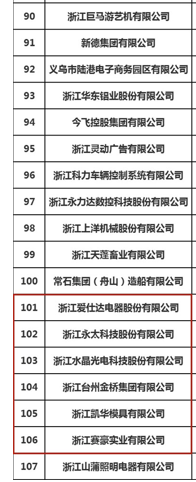 90 浙江巨马游艺机有限公司
91 新德集团有限公司
92 义乌市陆港电子商务园区有限公司
93 浙江华东铝业股份有限公司
94 今飞控股集团有限公司
95 浙江灵动广告有限公司
96 浙江科力车辆控制系统有限公司
97 浙江永力达数控科技股份有限公司
98 浙江上洋机械股份有限公司
99 浙江天莲畜业有限公司
100 常石集团（舟山）造船有限公司
101 浙江爱仕达电器股份有限公司
102 浙江永太科技股份有限公司
103 浙江水晶光电科技股份有限公司
104 浙江台州金桥集团有限公司
105 浙江凯华模具有限公司
106 浙江赛豪实业有限公司
107 浙江山蒲照明电器有限公司